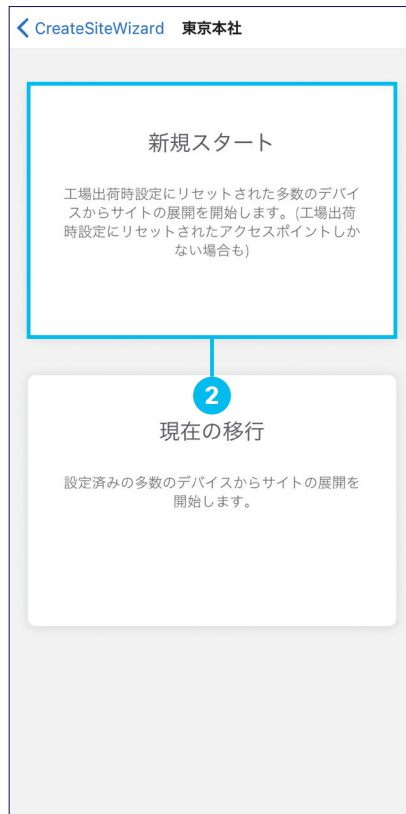 CreateSiteWizard 東京本社
新規スタート
工場出荷時設定にリセットされた多数のデバイ
スからサイトの展開を開始します。(工場出荷
時設定にリセットされたアクセスポイントしか
ない場合も)
2
現在の移行
設定済みの多数のデバイスからサイトの展開を
開始します。